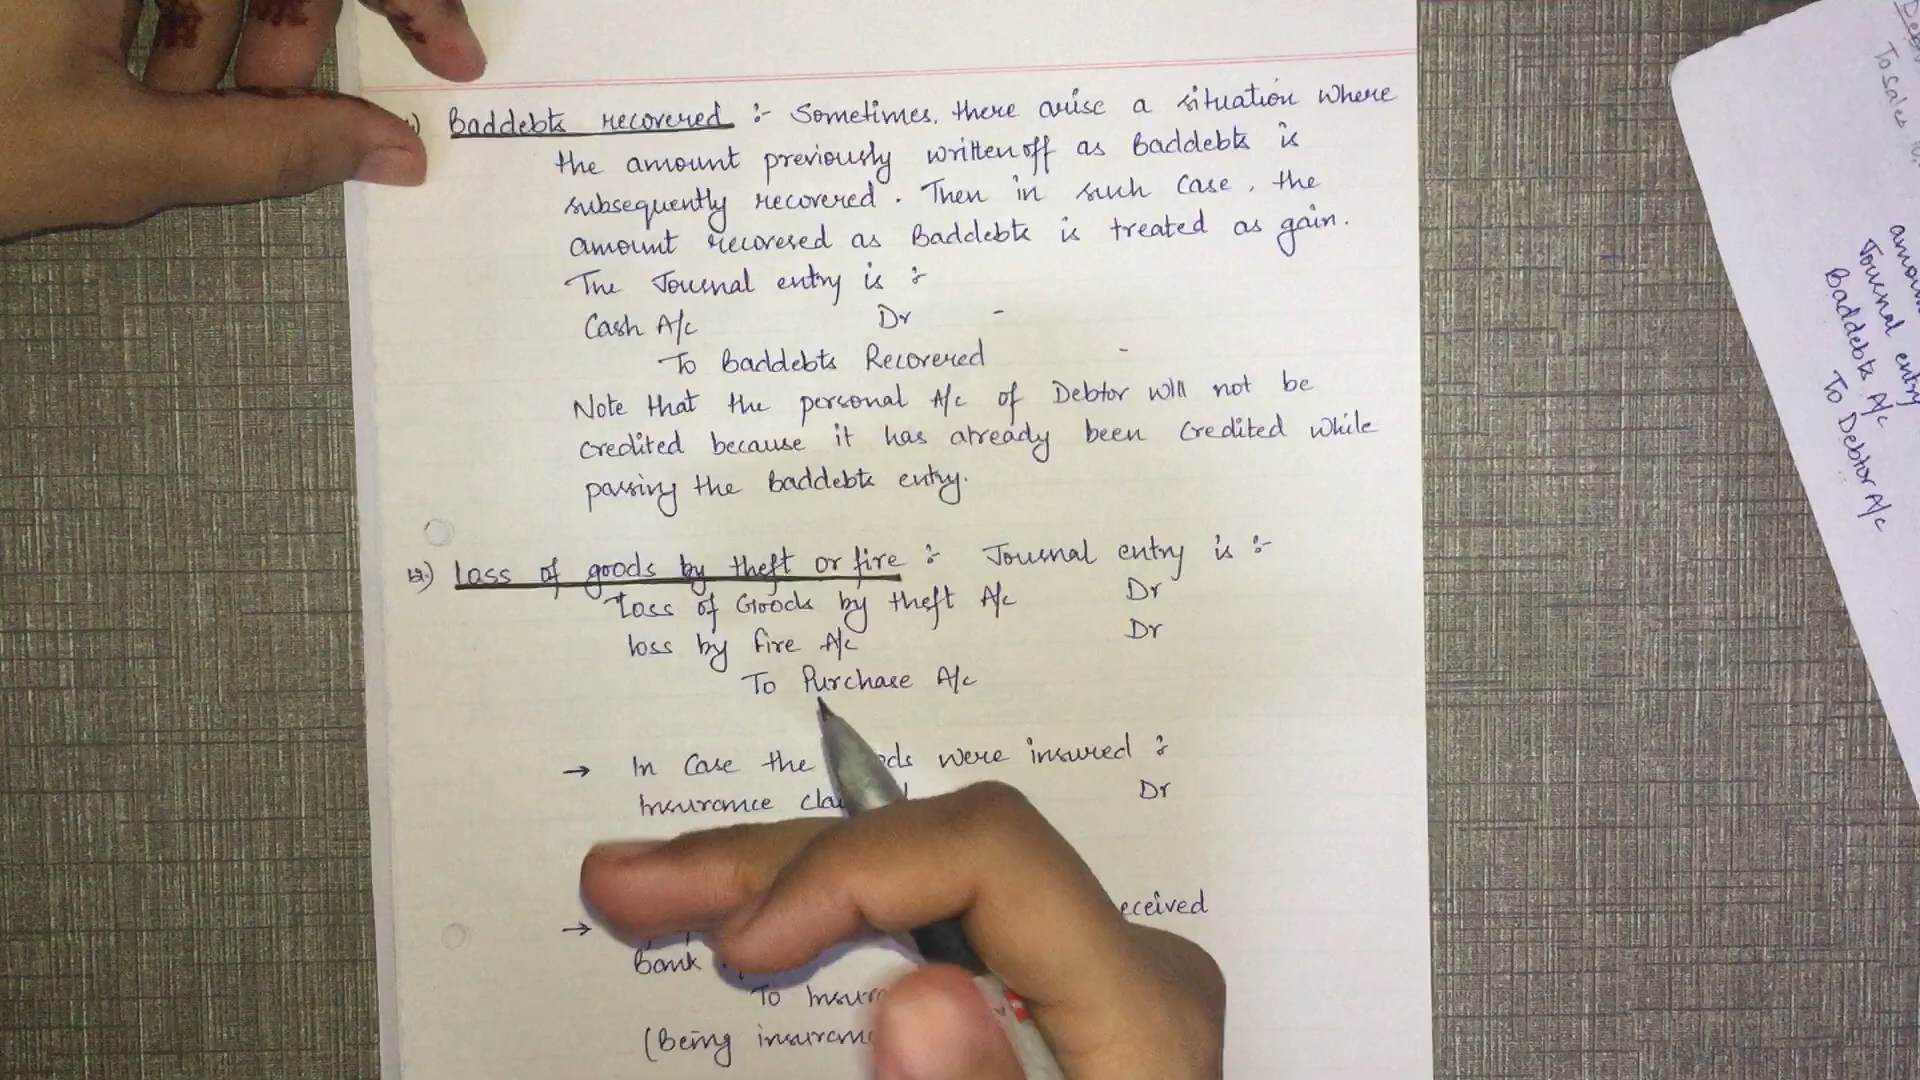 Baddebts recovered :- Sometimes, there arise a situation where
the amount previously written off as Baddebts is
subsequently recovered. Then in such case, the
amount recovered as Baddebts is treated as gain.
The Journal entry is :-
Cash A/c Dr -
To Baddebts Recovered -
Note that the personal A/c of Debtor will not be
credited because it has already been credited while
passing the Baddebts entry.
Loss of goods by theft or fire :- Journal entry is :-
Loss of Goods by theft A/c Dr
loss by fire A/c Dr
To Purchase A/c
→ In Case the were insured :
Insurance Dr
→
Bank
To
(Being
To Sales
Journal entry
Baddebts A/c
To Debtor A/c